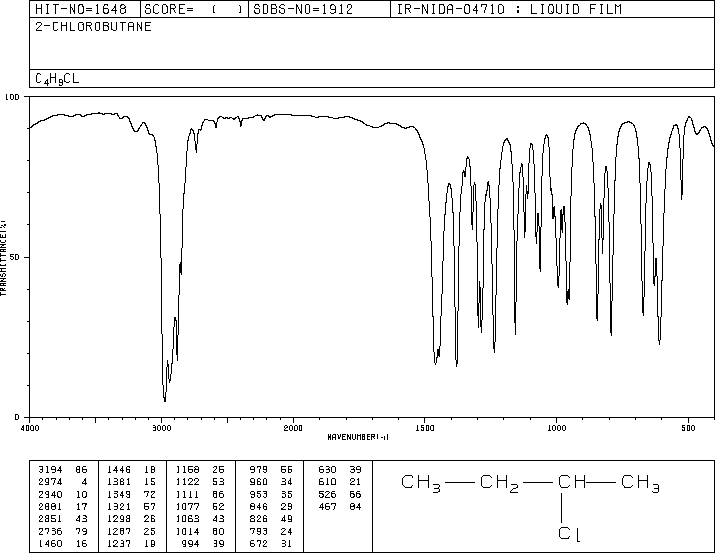 HIT-NO=1648 SCORE= ( ) SDBS-NO=1912 IR-NIDA-04710 : LIQUID FILM
2-CHLOROBUTANE
C4H9CL
100
50
0
TRANSMITTANCE(%)
4000 3000 2000 1500 1000 500
WAVENUMBER(-1)
3194 86 1446 18 1158 25 979 55 630 39
2974 4 1381 15 1122 53 960 34 610 21
2940 10 1349 72 1111 66 953 35 526 66
2881 17 1321 57 1077 52 846 29 467 84
2851 43 1298 26 1063 43 826 49
2736 79 1287 25 1014 60 793 24
1460 16 1237 19 994 39 672 31
CH3 CH2 CH CH3
Cl